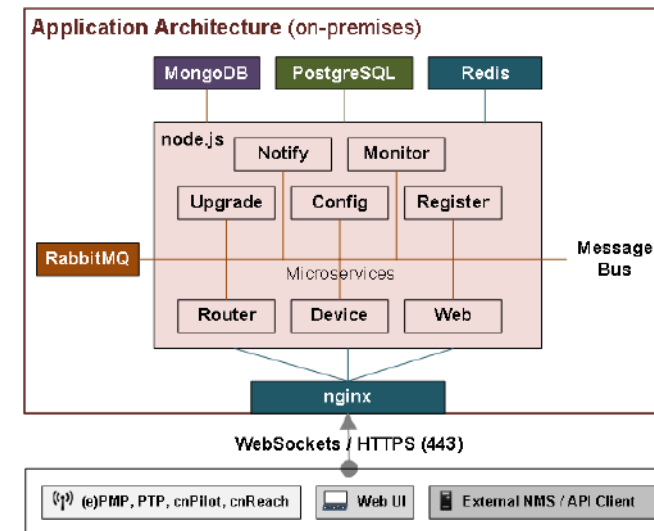 Application Architecture (on-premises)
MongoDB
PostgreSQL
Redis
node.js
Notify
Monitor
Upgrade
Config
Register
RabbitMQ
Message
Bus
Microservices
Router
Device
Web
nginx
WebSockets / HTTPS (443)
(e)PMP, PTP, cnPilot, cnReach
Web UI
External NMS / API Client